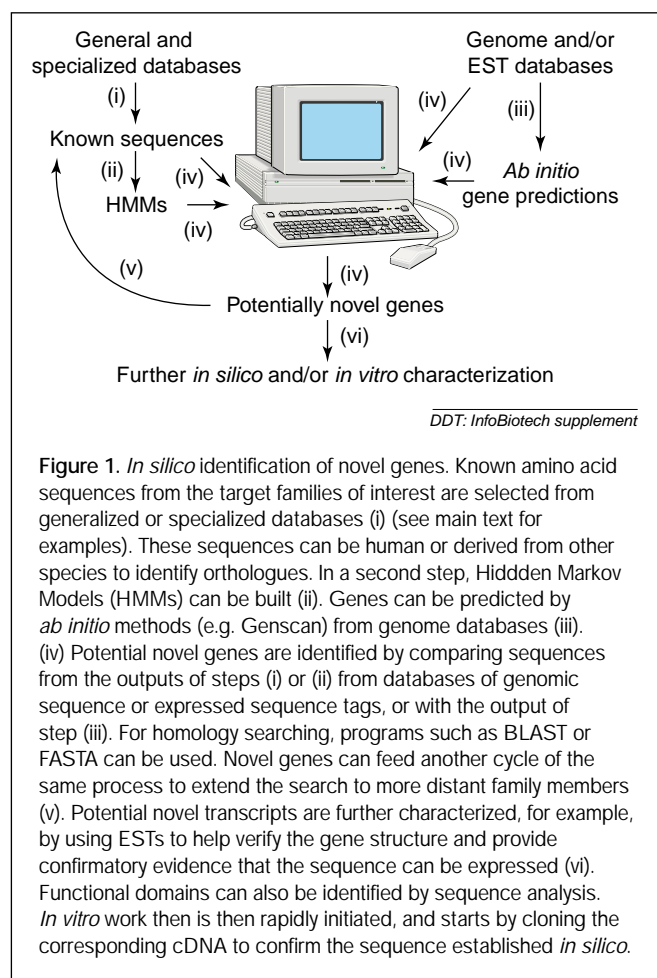 General and
specialized databases
Genome and/or
EST databases
(i)
(iv)
(iii)
Known sequences
(ii)
(iv)
(iv)
Ab initio
gene predictions
HMMs
(iv)
(v)
(iv)
Potentially novel genes
(vi)
Further in silico and/or in vitro characterization
DDT: InfoBiotech supplement
Figure 1. In silico identification of novel genes. Known amino acid
sequences from the target families of interest are selected from
generalized or specialized databases (i) (see main text for
examples). These sequences can be human or derived from other
species to identify orthologues. In a second step, Hiddden Markov
Models (HMMs) can be built (ii). Genes can be predicted by
ab initio methods (e.g. Genscan) from genome databases (iii).
(iv) Potential novel genes are identified by comparing sequences
from the outputs of steps (i) or (ii) from databases of genomic
sequence or expressed sequence tags, or with the output of
step (iii). For homology searching, programs such as BLAST or
FASTA can be used. Novel genes can feed another cycle of the
same process to extend the search to more distant family members
(v). Potential novel transcripts are further characterized, for example,
by using ESTs to help verify the gene structure and provide
confirmatory evidence that the sequence can be expressed (vi).
Functional domains can also be identified by sequence analysis.
In vitro work then is then rapidly initiated, and starts by cloning the
corresponding cDNA to confirm the sequence established in silico.